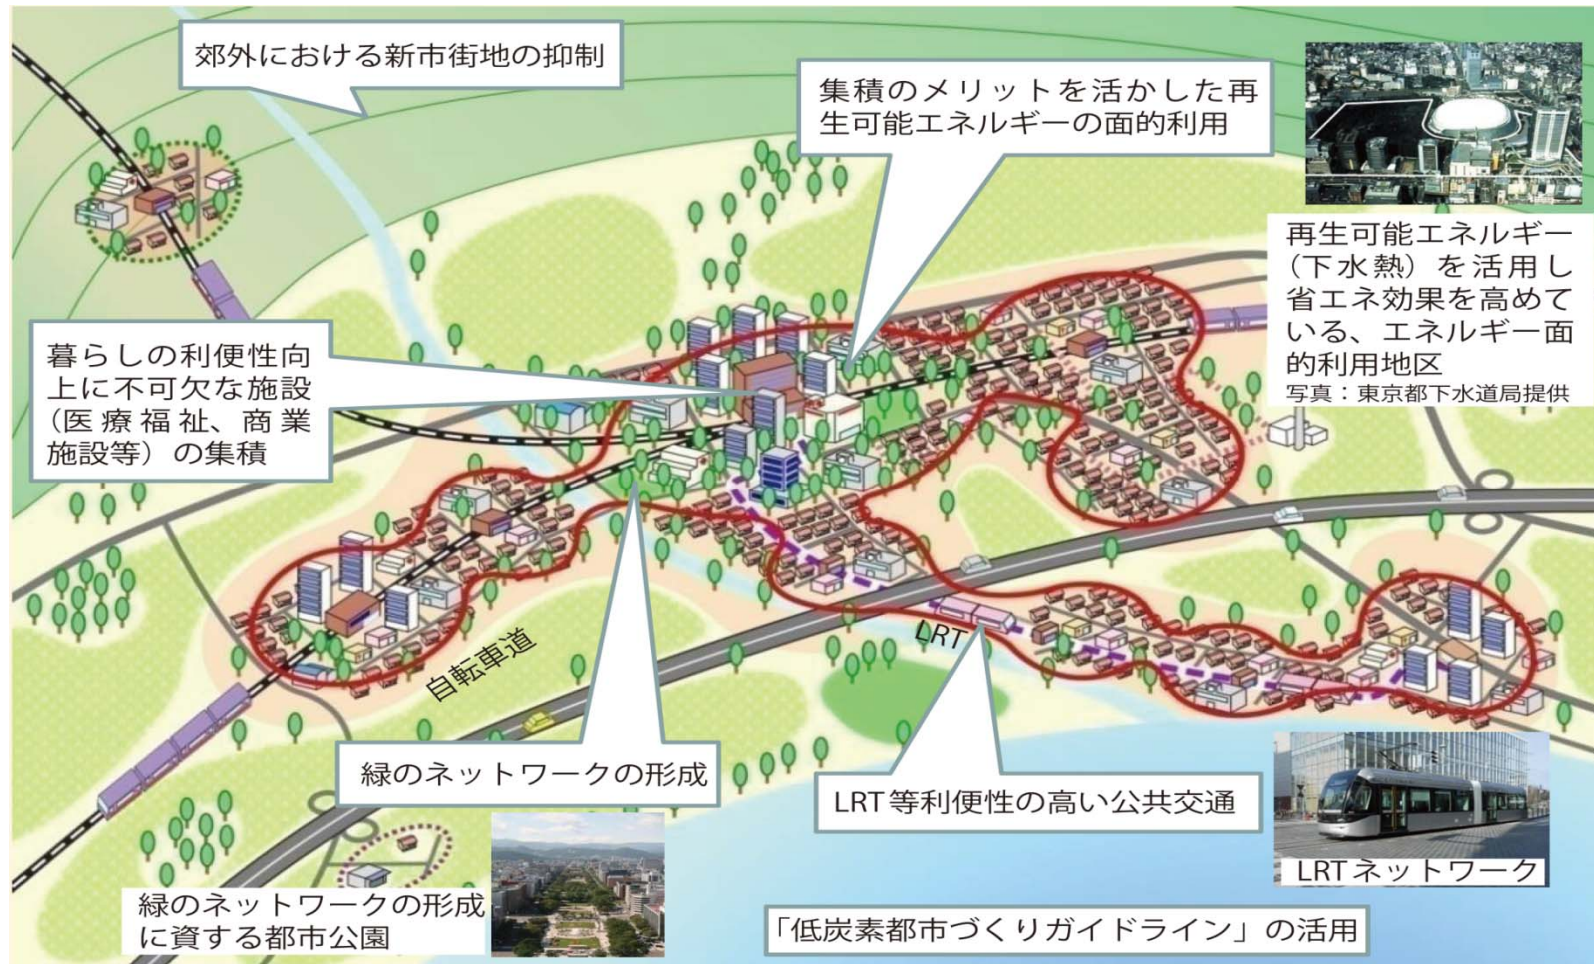 郊外における新市街地の抑制
集積のメリットを活かした再
生可能エネルギーの面的利用
再生可能エネルギー
（下水熱）を活用し
省エネ効果を高めて
いる、エネルギー面
的利用地区
写真：東京都下水道局提供
暮らしの利便性向
上に不可欠な施設
（医療福祉、商業
施設等）の集積
自転車道
LRT
緑のネットワークの形成
LRT等利便性の高い公共交通
LRTネットワーク
緑のネットワークの形成
に資する都市公園
「低炭素都市づくりガイドライン」の活用